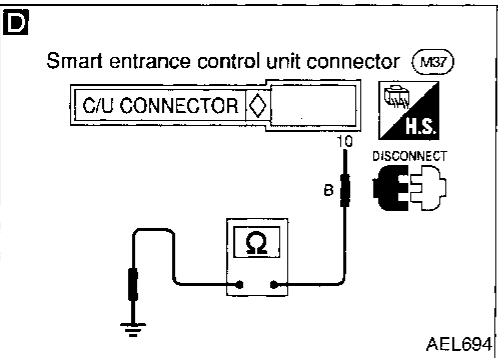 D
Smart entrance control unit connector M37
C/U CONNECTOR
H.S.
10
DISCONNECT
B
Ω
AEL694